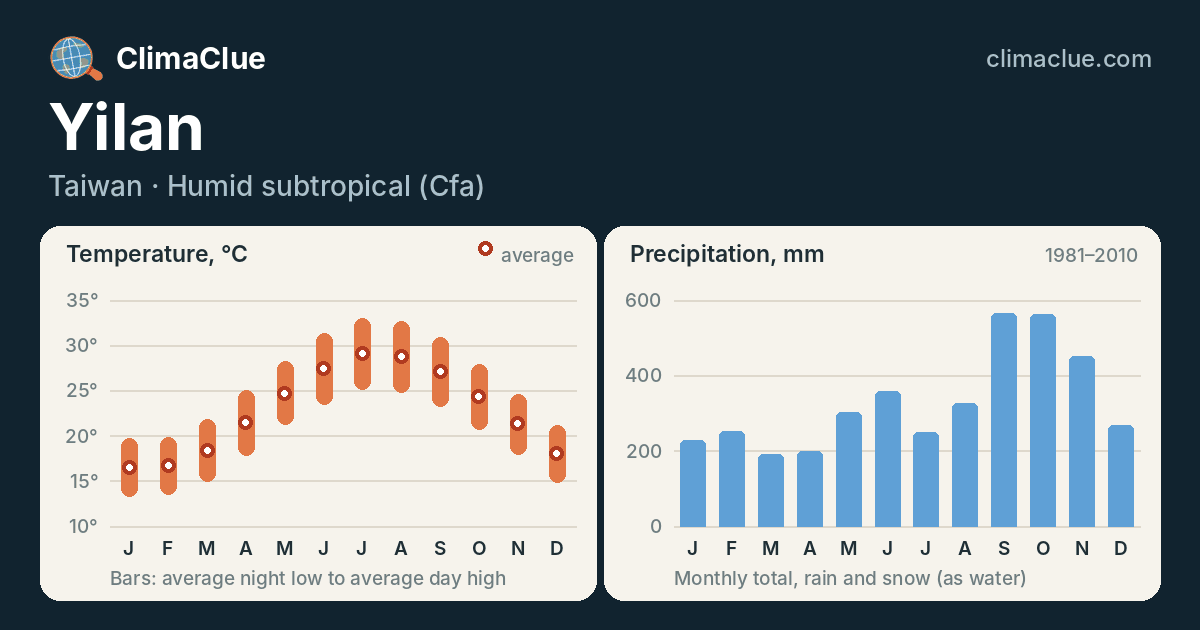 ClimaClue
climaclue.com
Yilan
Taiwan · Humid subtropical (Cfa)
Temperature, °C
average
35°
30°
25°
20°
15°
10°
J F M A M J J A S O N D
Bars: average night low to average day high
Precipitation, mm
1981–2010
600
400
200
0
J F M A M J J A S O N D
Monthly total, rain and snow (as water)